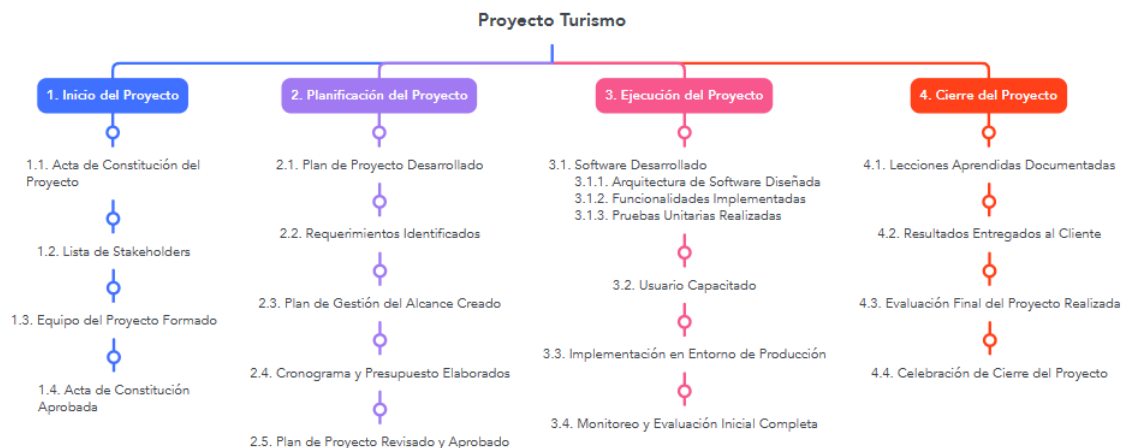 Proyecto Turismo
1. Inicio del Proyecto
1.1. Acta de Constitución del
Proyecto
1.2. Lista de Stakeholders
1.3. Equipo del Proyecto Formado
1.4. Acta de Constitución
Aprobada
2. Planificación del Proyecto
2.1. Plan de Proyecto Desarrollado
2.2. Requerimientos Identificados
2.3. Plan de Gestión del Alcance Creado
2.4. Cronograma y Presupuesto Elaborados
2.5. Plan de Proyecto Revisado y Aprobado
3. Ejecución del Proyecto
3.1. Software Desarrollado
3.1.1. Arquitectura de Software Diseñada
3.1.2. Funcionalidades Implementadas
3.1.3. Pruebas Unitarias Realizadas
3.2. Usuario Capacitado
3.3. Implementación en Entorno de Producción
3.4. Monitoreo y Evaluación Inicial Completa
4. Cierre del Proyecto
4.1. Lecciones Aprendidas Documentadas
4.2. Resultados Entregados al Cliente
4.3. Evaluación Final del Proyecto Realizada
4.4. Celebración de Cierre del Proyecto